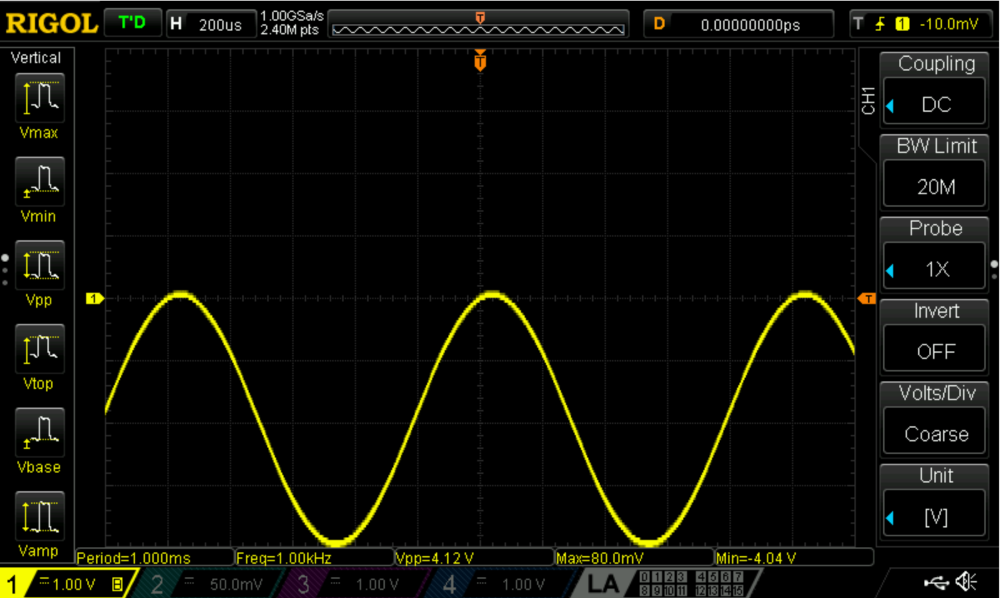 RIGOL T'D H 200us 1.00GSa/s
2.40M pts
T
D 0.00000000ps T 1 -10.0mV
Vertical
Vmax
Vmin
Vpp
Vtop
Vbase
Vamp
T
1
T
CH1
Coupling
DC
BW Limit
20M
Probe
1X
Invert
OFF
Volts/Div
Coarse
Unit
[V]
Period=1.000ms Freq=1.00kHz Vpp=4.12 V Max=80.0mV Min=-4.04 V
1 1.00 V B 2 50.0mV 3 1.00 V 4 1.00 V LA 0 1 2 3 4 5 6 7
8 9 10 11 12 13 14 15